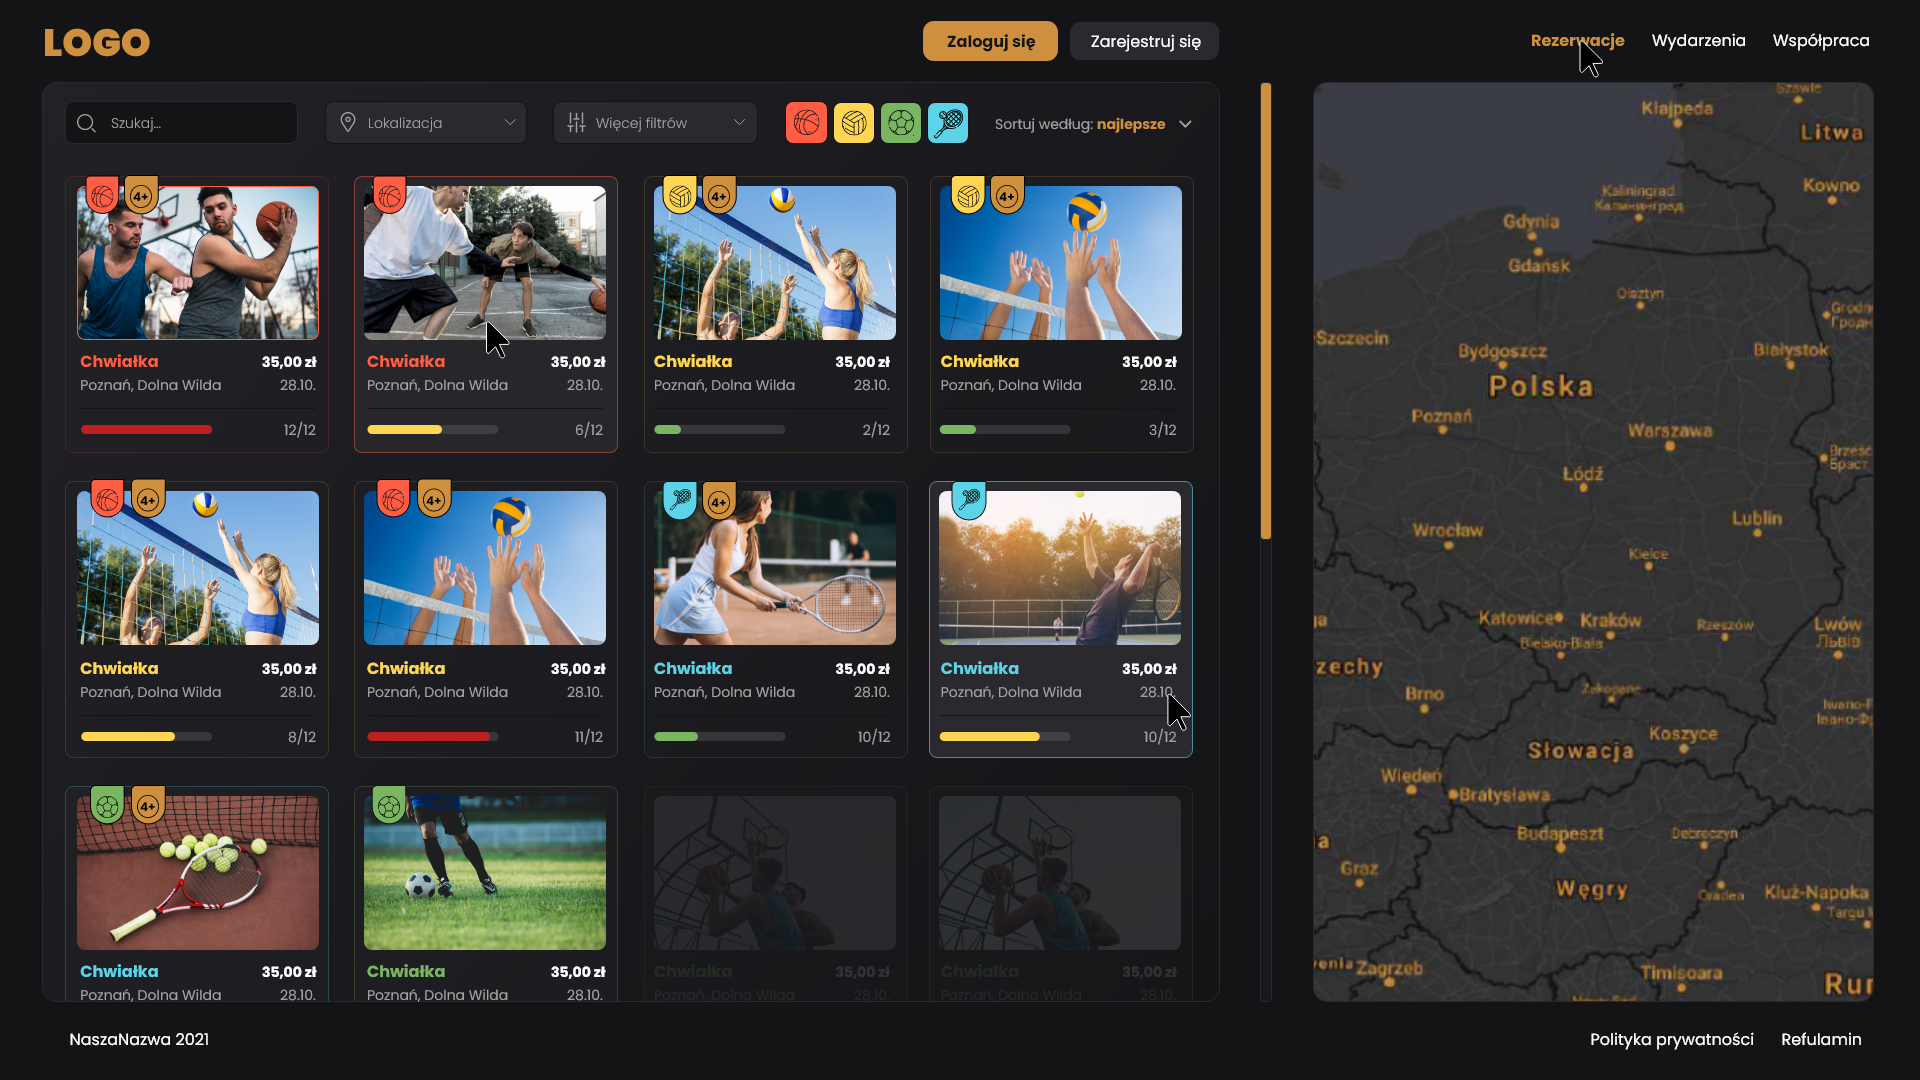 LOGO
Zaloguj się
Zarejestruj się
Rezerwacje
Wydarzenia
Współpraca
Szukaj...
Lokalizacja
Więcej filtrów
Sortuj według: najlepsze
4+
4+
4+
Chwiałka 35,00 zł
Poznań, Dolna Wilda 28.10.
12/12
Chwiałka 35,00 zł
Poznań, Dolna Wilda 28.10.
6/12
Chwiałka 35,00 zł
Poznań, Dolna Wilda 28.10.
2/12
Chwiałka 35,00 zł
Poznań, Dolna Wilda 28.10.
3/12
4+
4+
4+
Chwiałka 35,00 zł
Poznań, Dolna Wilda 28.10.
8/12
Chwiałka 35,00 zł
Poznań, Dolna Wilda 28.10.
11/12
Chwiałka 35,00 zł
Poznań, Dolna Wilda 28.10.
10/12
Chwiałka 35,00 zł
Poznań, Dolna Wilda 28.10.
10/12
4+
Chwiałka 35,00 zł
Poznań, Dolna Wilda 28.10.
Chwiałka 35,00 zł
Poznań, Dolna Wilda 28.10.
Chwiałka 35,00 zł
Poznań, Dolna Wilda 28.10.
Chwiałka 35,00 zł
Poznań, Dolna Wilda 28.10.
Szawle
Kłajpeda
Litwa
Kowno
Kaliningrad
Калининград
Gdynia
Gdańsk
Olsztyn
Szczecin
Bydgoszcz
Białystok
Polska
Poznań
Warszawa
Łódź
Wrocław
Lublin
Kielce
Katowice
Kraków
Rzeszów
Lwów
Львів
Bielsko-Biała
zechy
Brno
Zakopane
Koszyce
Słowacja
Wiedeń
Bratysława
Budapeszt
Debreczyn
Graz
Węgry
Oradea
Kluż-Napoka
Zagrzeb
Timisoara
Rur
NaszaNazwa 2021
Polityka prywatności
Refulamin